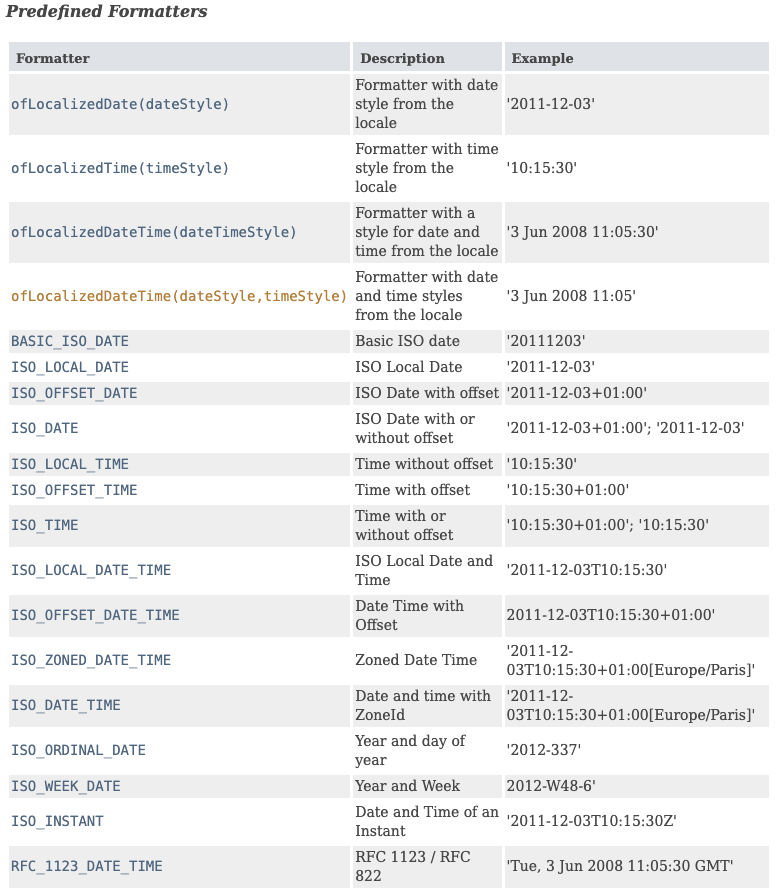 Predefined Formatters
Formatter Description Example
ofLocalizedDate(dateStyle) Formatter with date style from the locale '2011-12-03'
ofLocalizedTime(timeStyle) Formatter with time style from the locale '10:15:30'
ofLocalizedDateTime(dateTimeStyle) Formatter with a style for date and time from the locale '3 Jun 2008 11:05:30'
ofLocalizedDateTime(dateStyle,timeStyle) Formatter with date and time styles from the locale '3 Jun 2008 11:05'
BASIC_ISO_DATE Basic ISO date '20111203'
ISO_LOCAL_DATE ISO Local Date '2011-12-03'
ISO_OFFSET_DATE ISO Date with offset '2011-12-03+01:00'
ISO_DATE ISO Date with or without offset '2011-12-03+01:00'; '2011-12-03'
ISO_LOCAL_TIME Time without offset '10:15:30'
ISO_OFFSET_TIME Time with offset '10:15:30+01:00'
ISO_TIME Time with or without offset '10:15:30+01:00'; '10:15:30'
ISO_LOCAL_DATE_TIME ISO Local Date and Time '2011-12-03T10:15:30'
ISO_OFFSET_DATE_TIME Date Time with Offset 2011-12-03T10:15:30+01:00'
ISO_ZONED_DATE_TIME Zoned Date Time '2011-12-03T10:15:30+01:00[Europe/Paris]'
ISO_DATE_TIME Date and time with ZoneId '2011-12-03T10:15:30+01:00[Europe/Paris]'
ISO_ORDINAL_DATE Year and day of year '2012-337'
ISO_WEEK_DATE Year and Week 2012-W48-6'
ISO_INSTANT Date and Time of an Instant '2011-12-03T10:15:30Z'
RFC_1123_DATE_TIME RFC 1123 / RFC 822 'Tue, 3 Jun 2008 11:05:30 GMT'